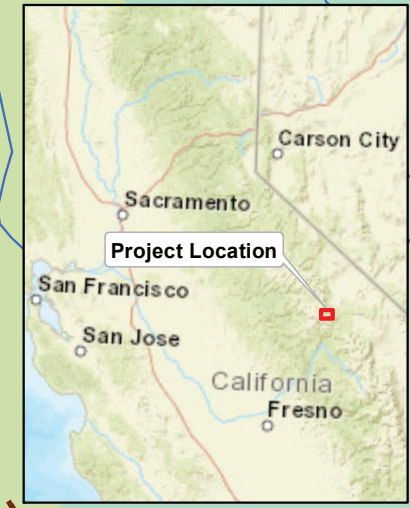 Carson City
Sacramento
Project Location
San Francisco
San Jose
California
Fresno